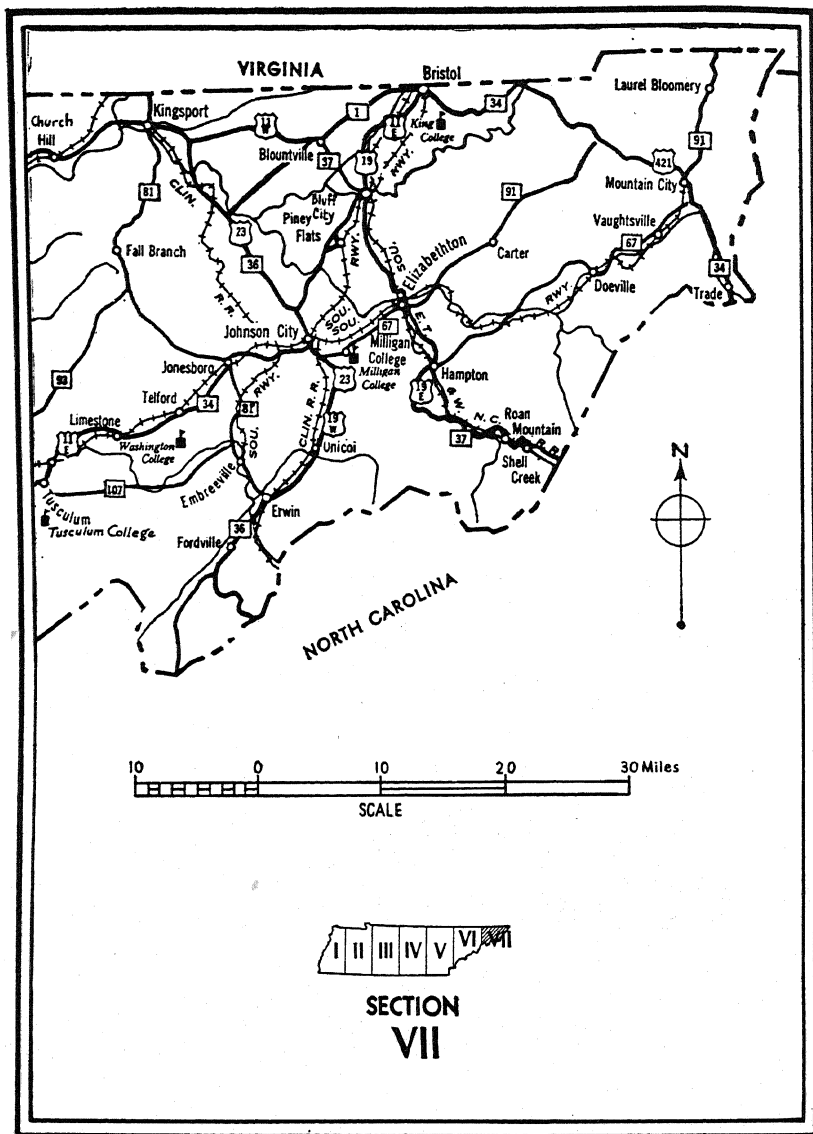 VIRGINIA
Bristol
Laurel Bloomery
Church
Hill
Kingsport
11
W
1
11
E
34
King
College
Blountville
37
19
RWY.
91
421
Mountain City
81
CLIN.
R.R.
91
Bluff
City
Piney
Flats
Vaughtsville
67
Fall Branch
23
36
RWY.
SOU.
Elizabethton
Carter
Doeville
RWY.
34
Trade
Johnson City
SOU.
SOU.
67
E.T.
Milligan
College
Milligan
College
Jonesboro
93
RWY.
23
Hampton
19
E
& W.
Telford
34
81
SOU.
CLIN. R. R.
19
W
N.C.
R.R.
Roan
Mountain
37
Shell
Creek
Limestone
11
E
Washington
College
Unicoi
Embreeville
107
Tusculum
Tusculum College
Erwin
36
Fordville
N
NORTH CAROLINA
10 0 10 20 30 Miles
SCALE
I II III IV V VI VII
SECTION
VII